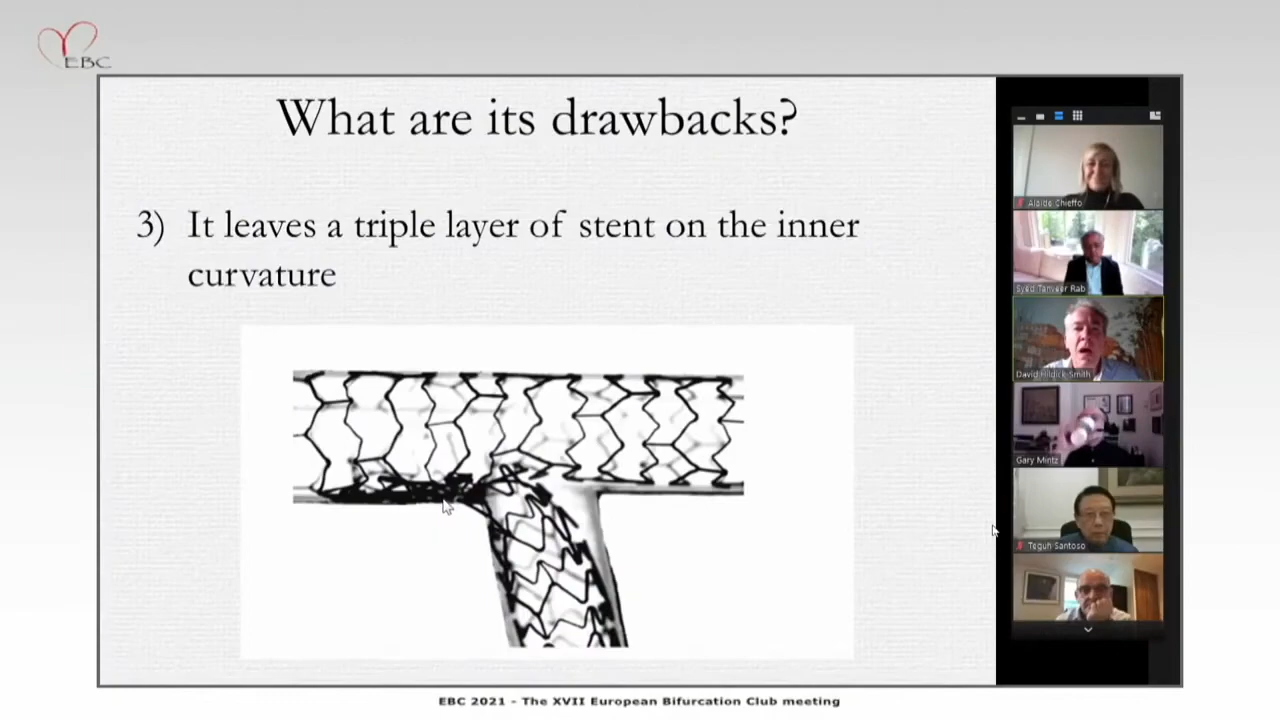 EBC
What are its drawbacks?
3) It leaves a triple layer of stent on the inner
curvature
Alaide Chieffo
Syed Tanveer Rab
David Hildick-Smith
Gary Mintz
Teguh Santoso
EBC 2021 - The XVII European Bifurcation Club meeting